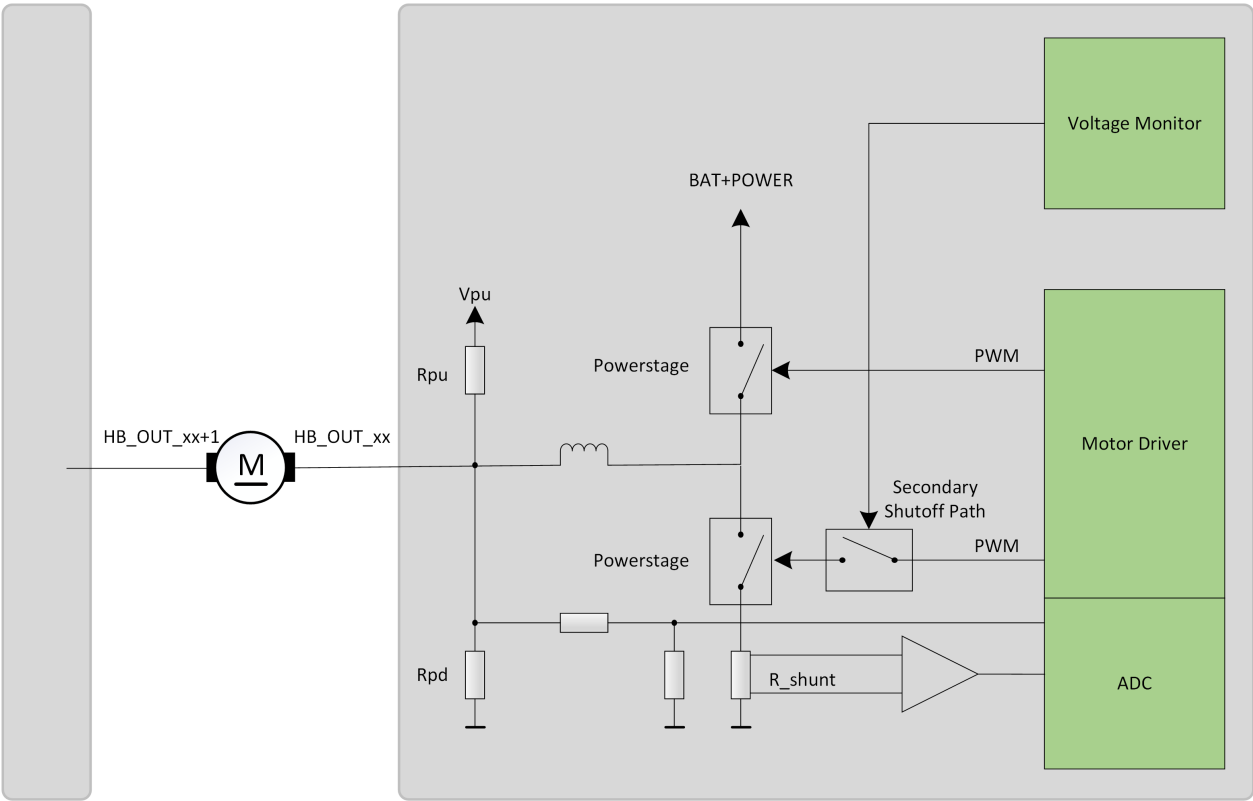 Voltage Monitor
BAT+POWER
Vpu
Rpu
Powerstage
PWM
HB_OUT_xx+1
HB_OUT_xx
M
Motor Driver
Secondary
Shutoff Path
Powerstage
PWM
Rpd
R_shunt
ADC